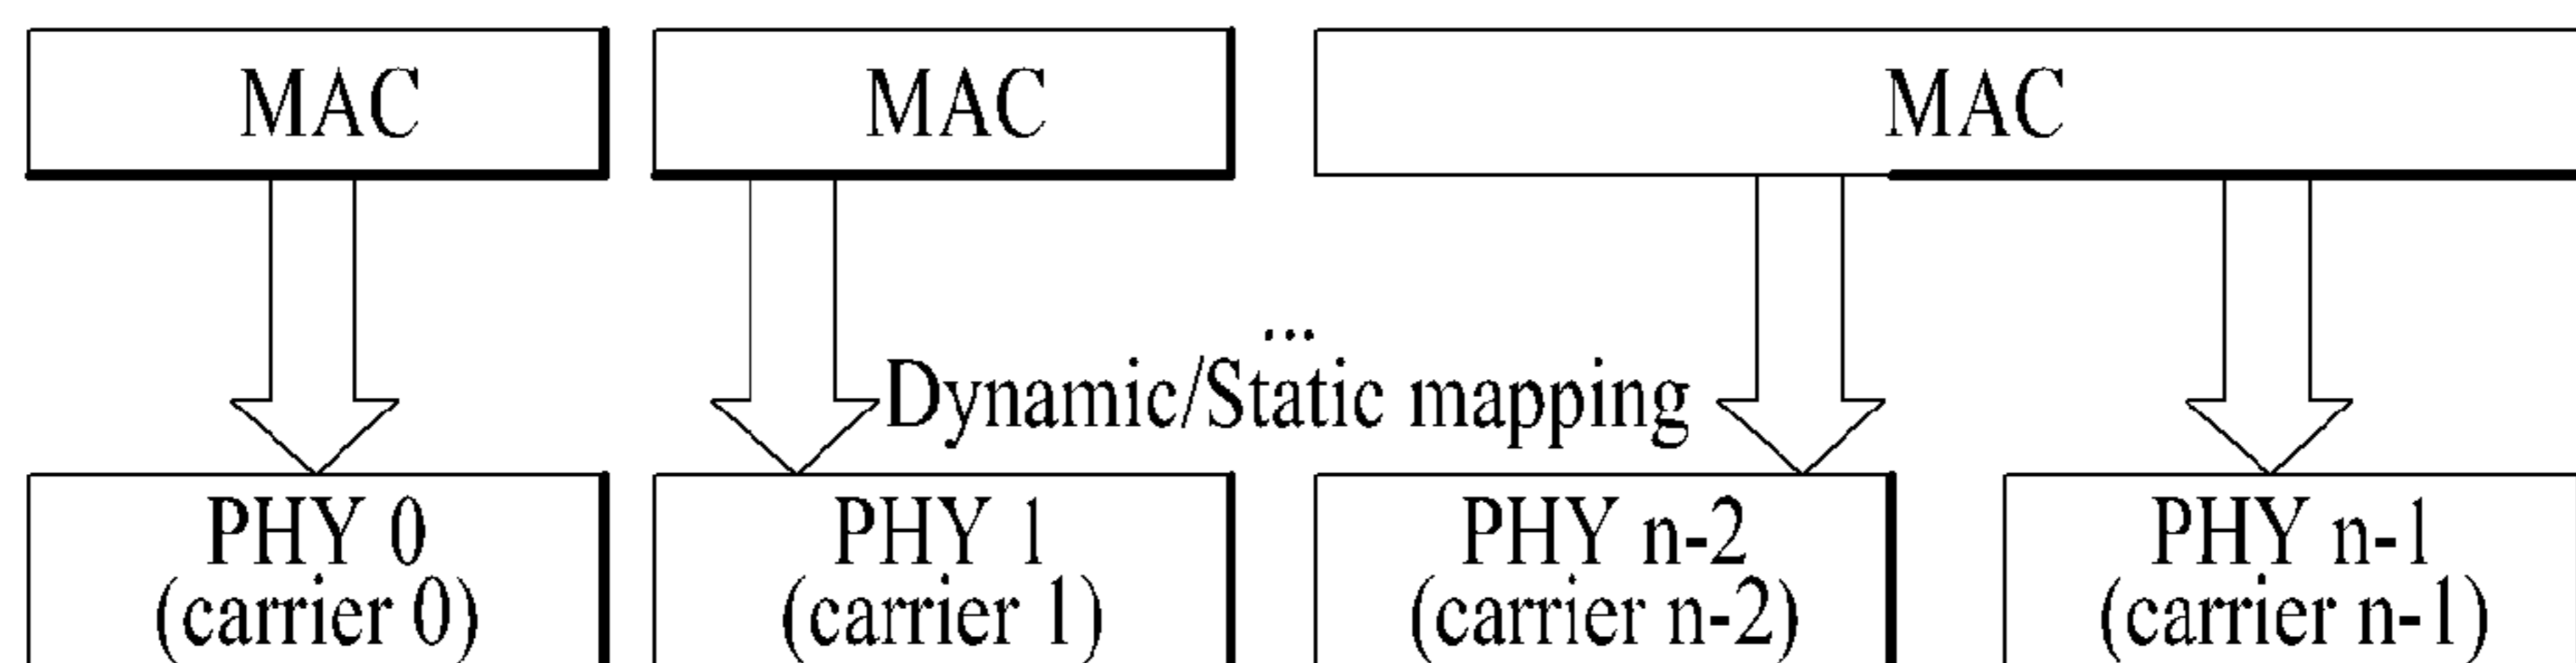 MAC
MAC
MAC
...
Dynamic/Static mapping
PHY 0
(carrier 0)
PHY 1
(carrier 1)
PHY n-2
(carrier n-2)
PHY n-1
(carrier n-1)